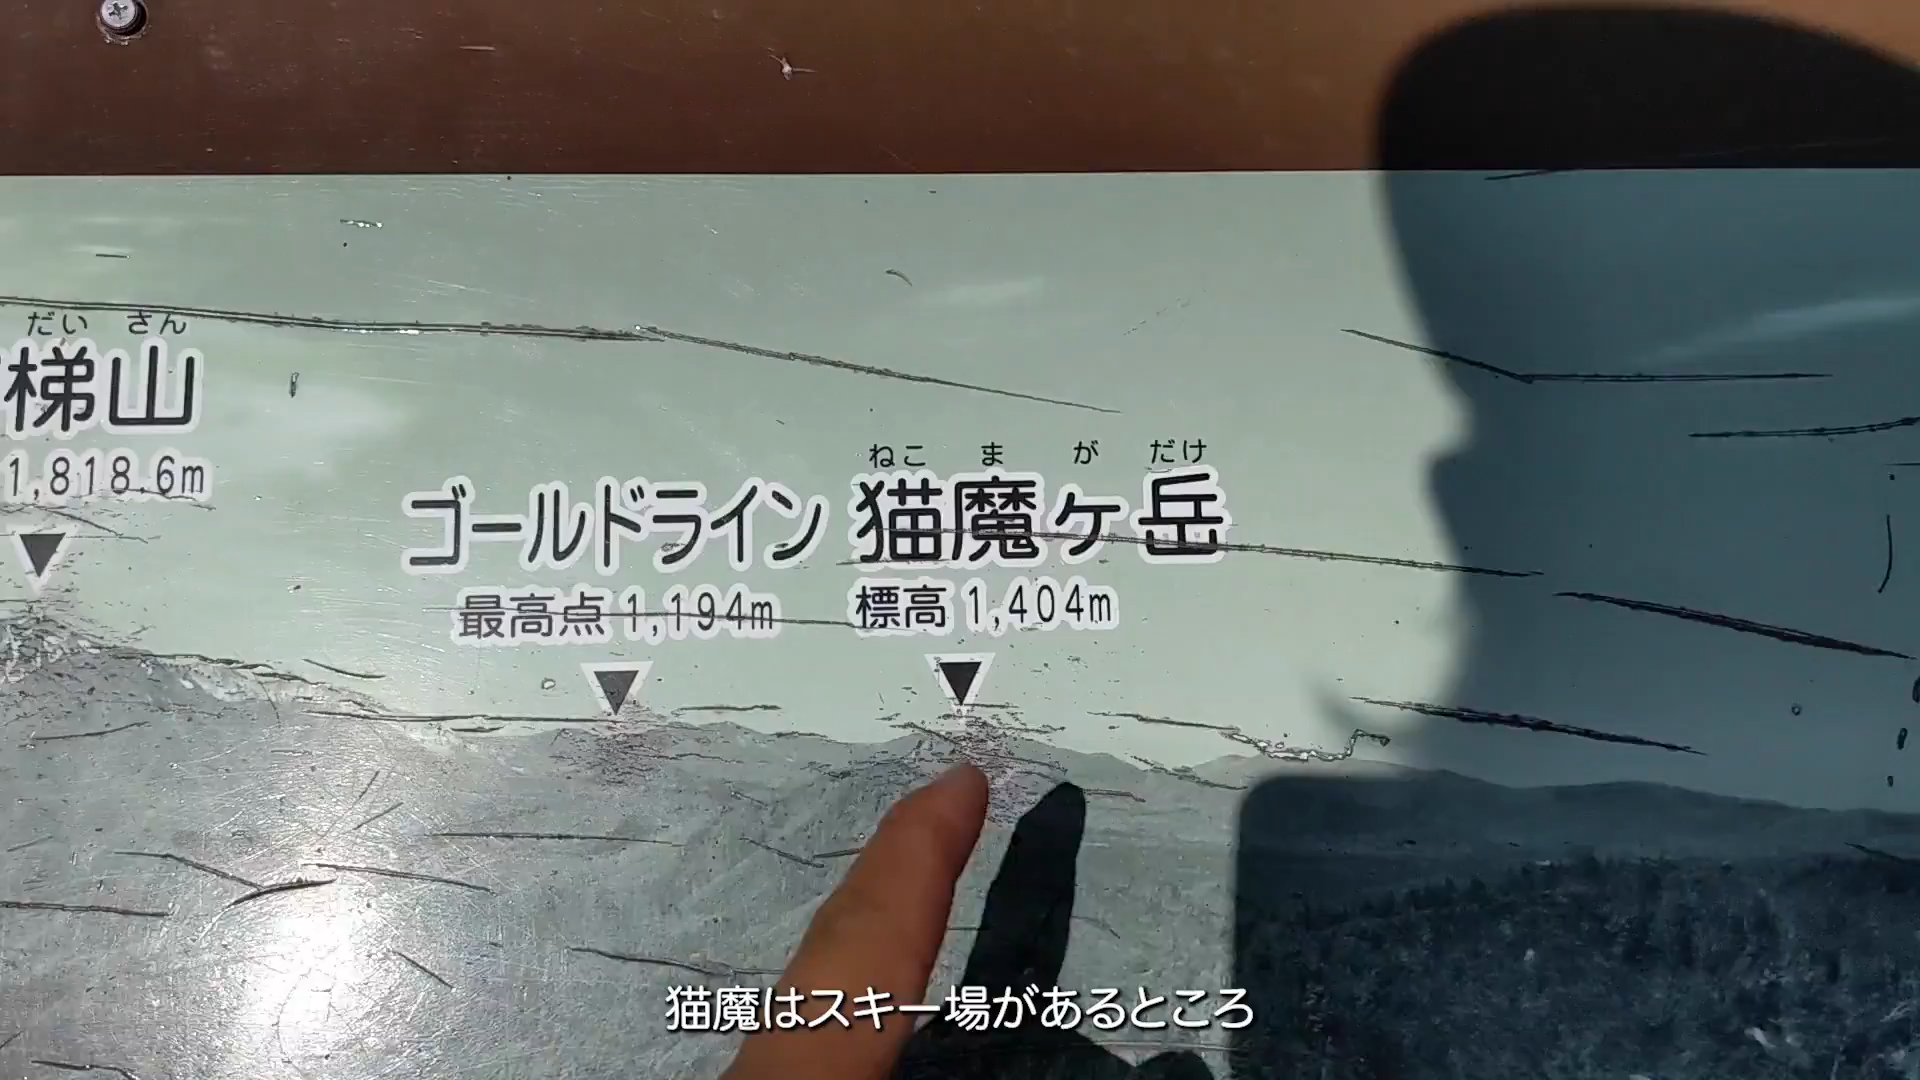 だい さん
梯山
1,818.6m
ねこ ま が だけ
ゴールドライン 猫魔ヶ岳
最高点 1,194m 標高 1,404m
猫魔はスキー場があるところ